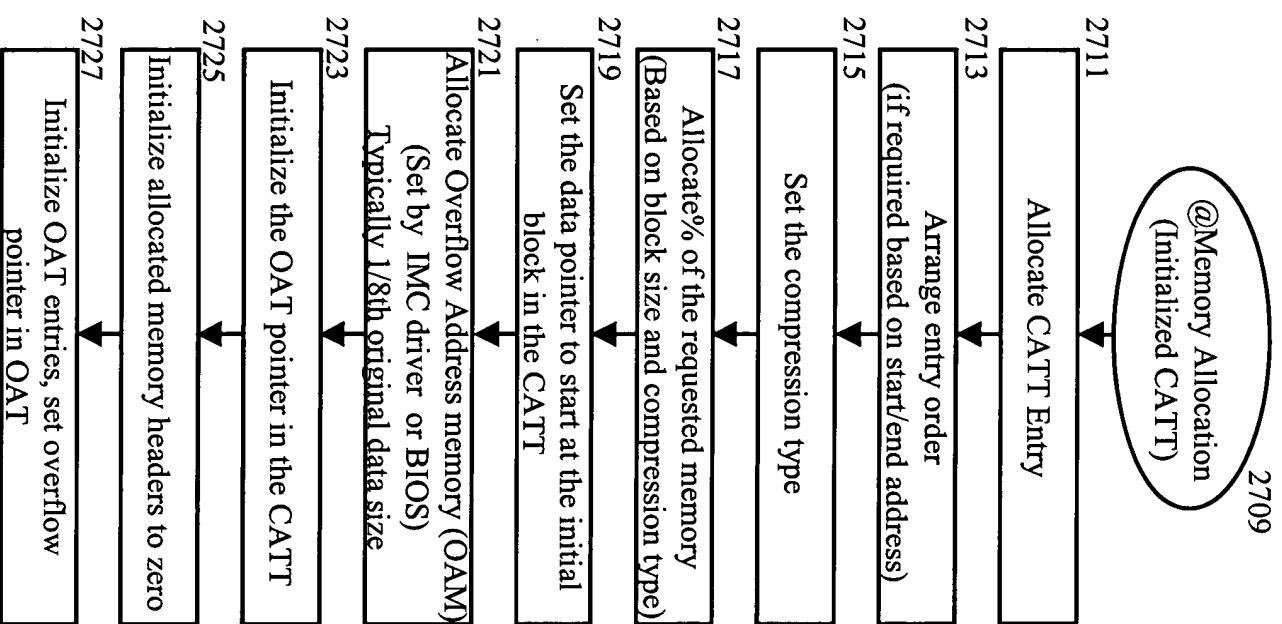 2709
@Memory Allocation
(Initialized CATT)
2711
Allocate CATT Entry
2713
Arrange entry order
(if required based on start/end address)
2715
Set the compression type
2717
Allocate% of the requested memory
(Based on block size and compression type)
2719
Set the data pointer to start at the initial
block in the CATT
2721
Allocate Overflow Address memory (OAM)
(Set by IMC driver or BIOS)
Typically 1/8th original data size
2723
Initialize the OAT pointer in the CATT
2725
Initialize allocated memory headers to zero
2727
Initialize OAT entries, set overflow
pointer in OAT